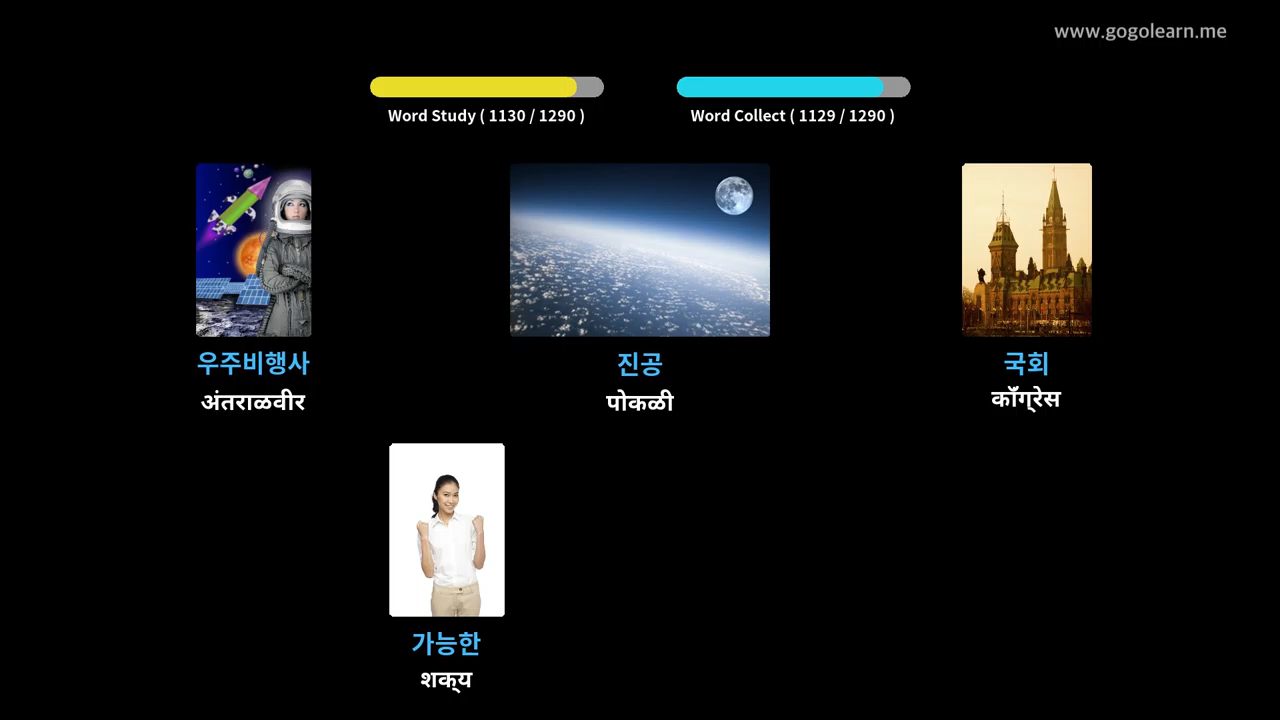 www.gogolearn.me
Word Study ( 1130 / 1290 )
Word Collect ( 1129 / 1290 )
우주비행사
진공
국회
अंतराळवीर
पोकळी
काँग्रेस
가능한
शक्य